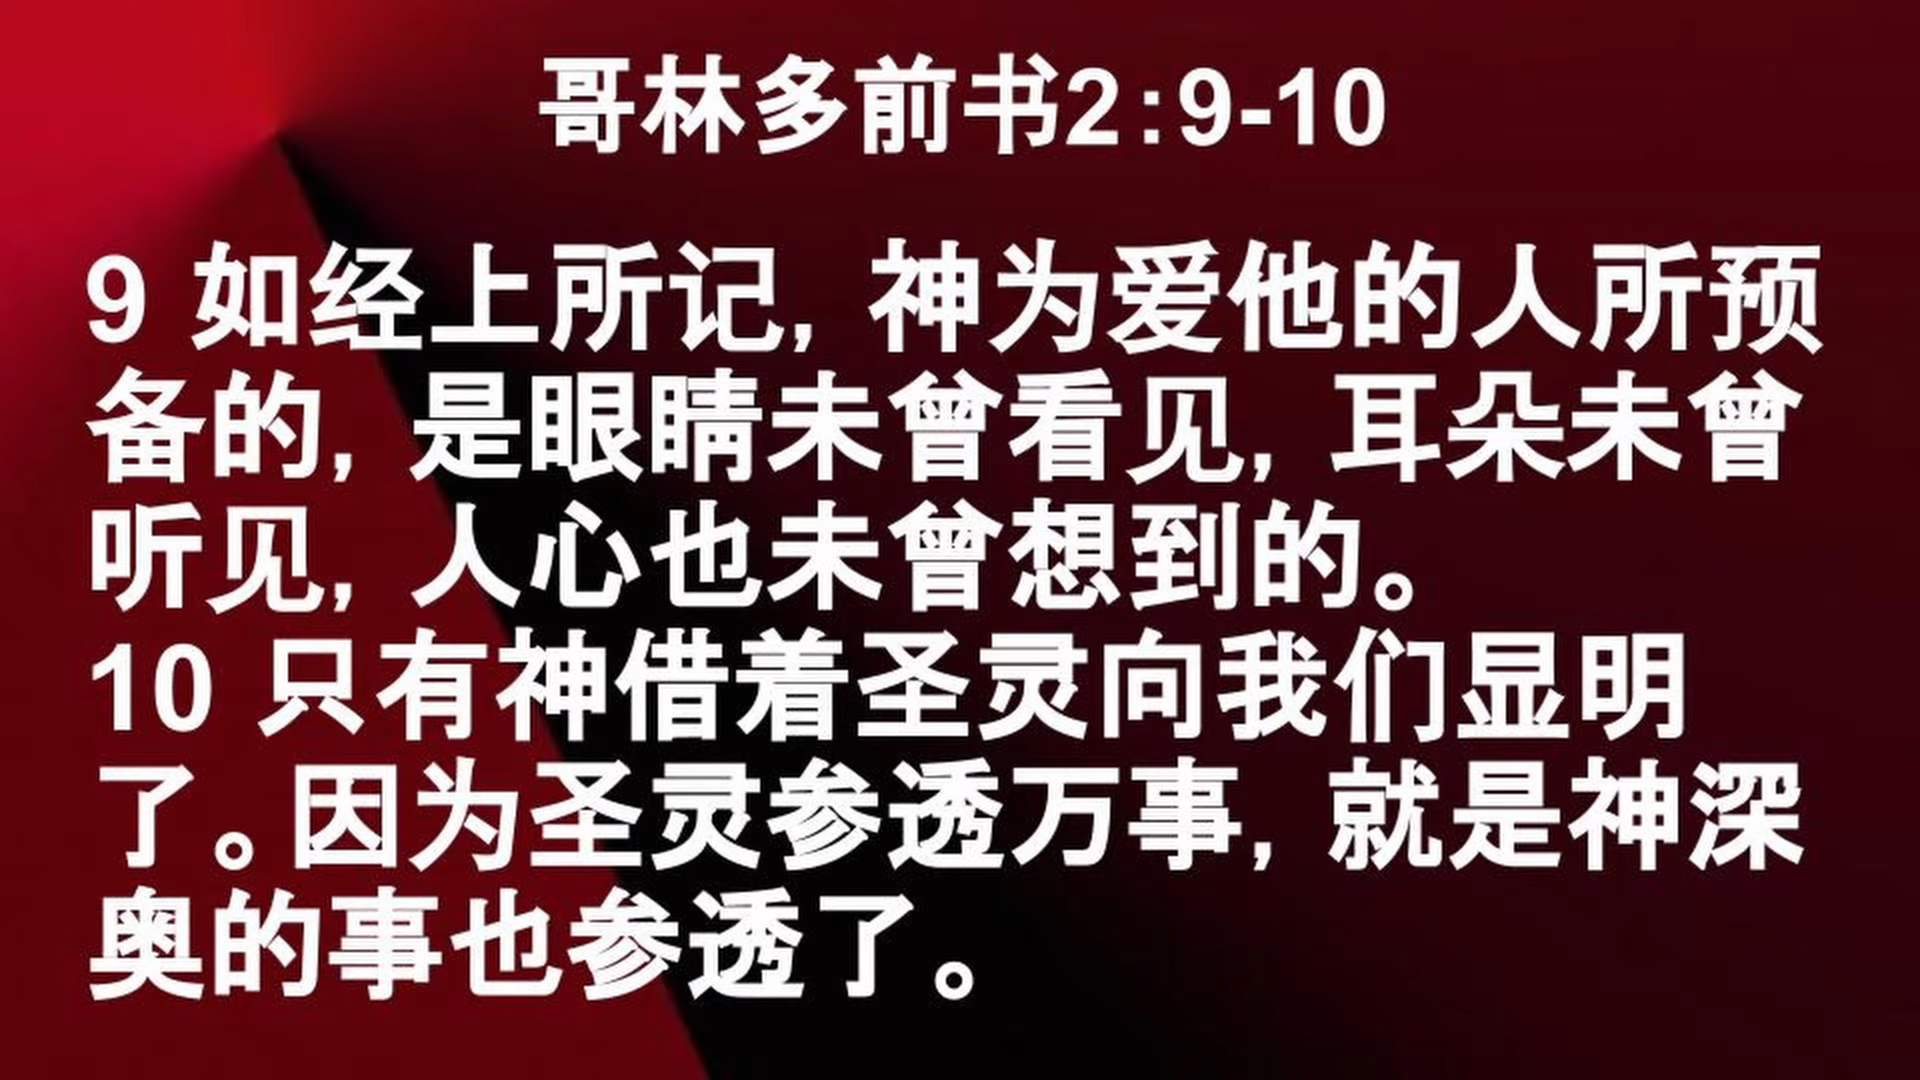 哥林多前书2:9-10
9 如经上所记, 神为爱他的人所预
备的, 是眼睛未曾看见, 耳朵未曾
听见, 人心也未曾想到的。
10 只有神借着圣灵向我们显明
了。因为圣灵参透万事, 就是神深
奥的事也参透了。